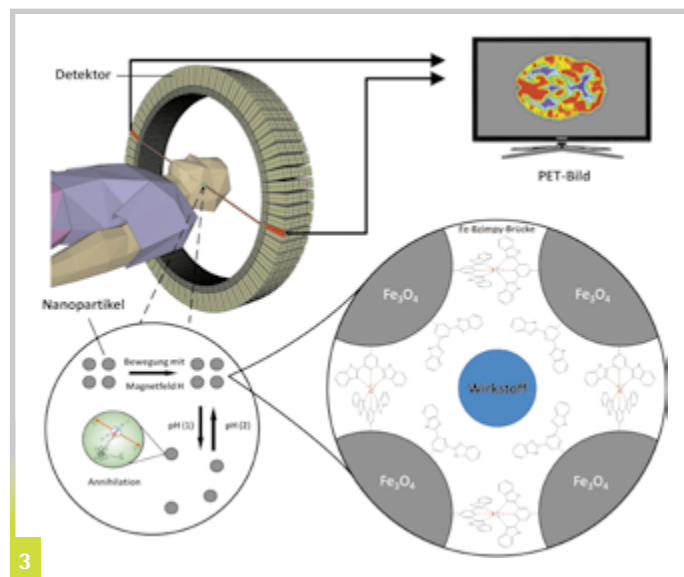 Detektor
PET-Bild
Fe-Bzimpy-Brücke
Nanopartikel
Fe₃O₄
Fe₃O₄
Bewegung mit
Magnetfeld H
Wirkstoff
pH (1)
pH (2)
Annihilation
Fe₃O₄
Fe₃O₄
3